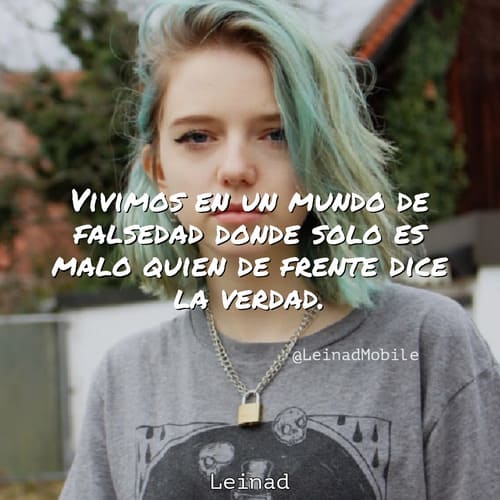 Vivimos en un mundo de
falsedad donde solo es
malo quien de frente dice
la verdad.
@LeinadMobile
Leinad